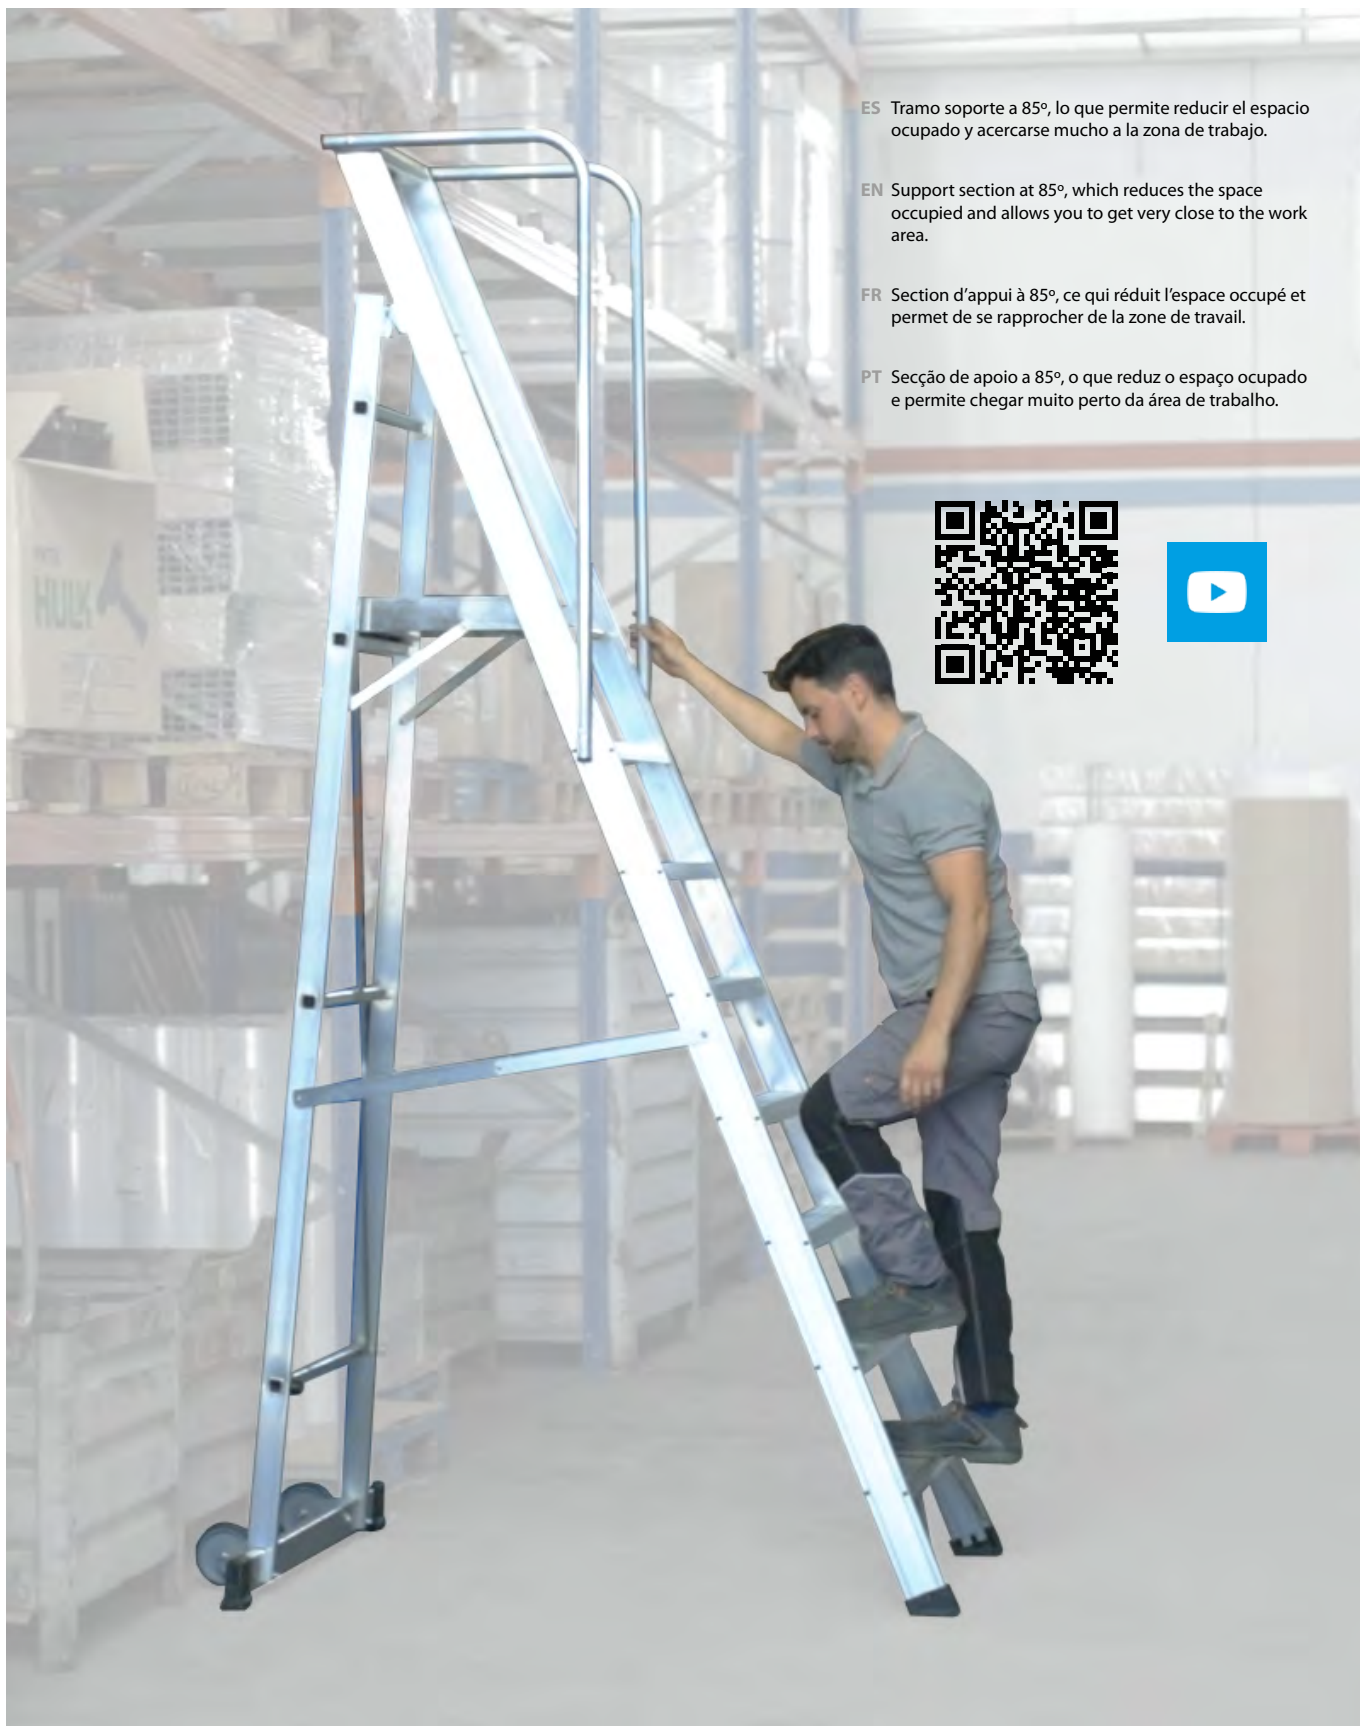 ES Tramo soporte a 85º, lo que permite reducir el espacio
ocupado y acercarse mucho a la zona de trabajo.
EN Support section at 85º, which reduces the space
occupied and allows you to get very close to the work
area.
FR Section d’appui à 85º, ce qui réduit l’espace occupé et
permet de se rapprocher de la zone de travail.
PT Secção de apoio a 85º, o que reduz o espaço ocupado
e permite chegar muito perto da área de trabalho.
HULK